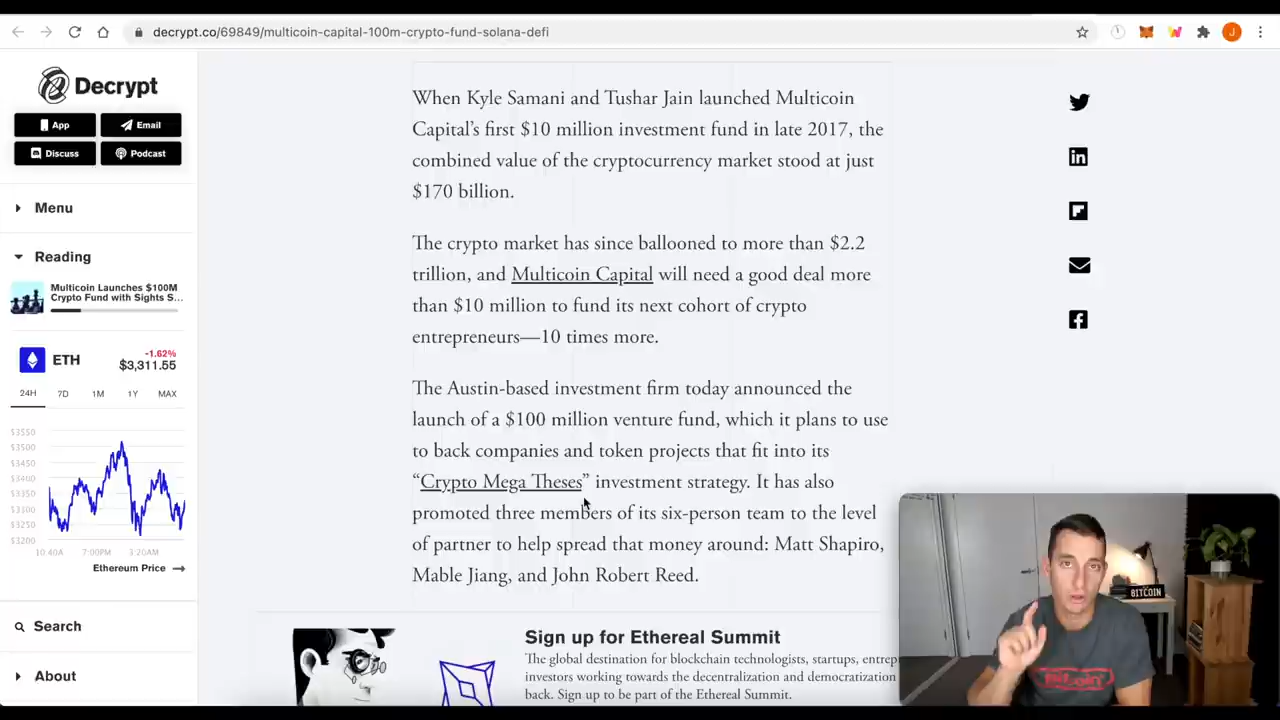 decrypt.co/69849/multicoin-capital-100m-crypto-fund-solana-defi
J
Decrypt
App
Email
Discuss
Podcast
Menu
Reading
Multicoin Launches $100M
Crypto Fund with Sights S...
ETH
-1.62%
$3,311.55
24H 7D 1M 1Y MAX
$3550
$3500
$3450
$3400
$3350
$3300
$3250
$3200
10:40A 7:00PM 3:20AM
Ethereum Price
Search
About
When Kyle Samani and Tushar Jain launched Multicoin
Capital’s first $10 million investment fund in late 2017, the
combined value of the cryptocurrency market stood at just
$170 billion.
The crypto market has since ballooned to more than $2.2
trillion, and Multicoin Capital will need a good deal more
than $10 million to fund its next cohort of crypto
entrepreneurs—10 times more.
The Austin-based investment firm today announced the
launch of a $100 million venture fund, which it plans to use
to back companies and token projects that fit into its
“Crypto Mega Theses” investment strategy. It has also
promoted three members of its six-person team to the level
of partner to help spread that money around: Matt Shapiro,
Mable Jiang, and John Robert Reed.
Sign up for Ethereal Summit
The global destination for blockchain technologists, startups, entrep
investors working towards the decentralization and democratization
back. Sign up to be part of the Ethereal Summit.
BITCOIN
Bitcoin